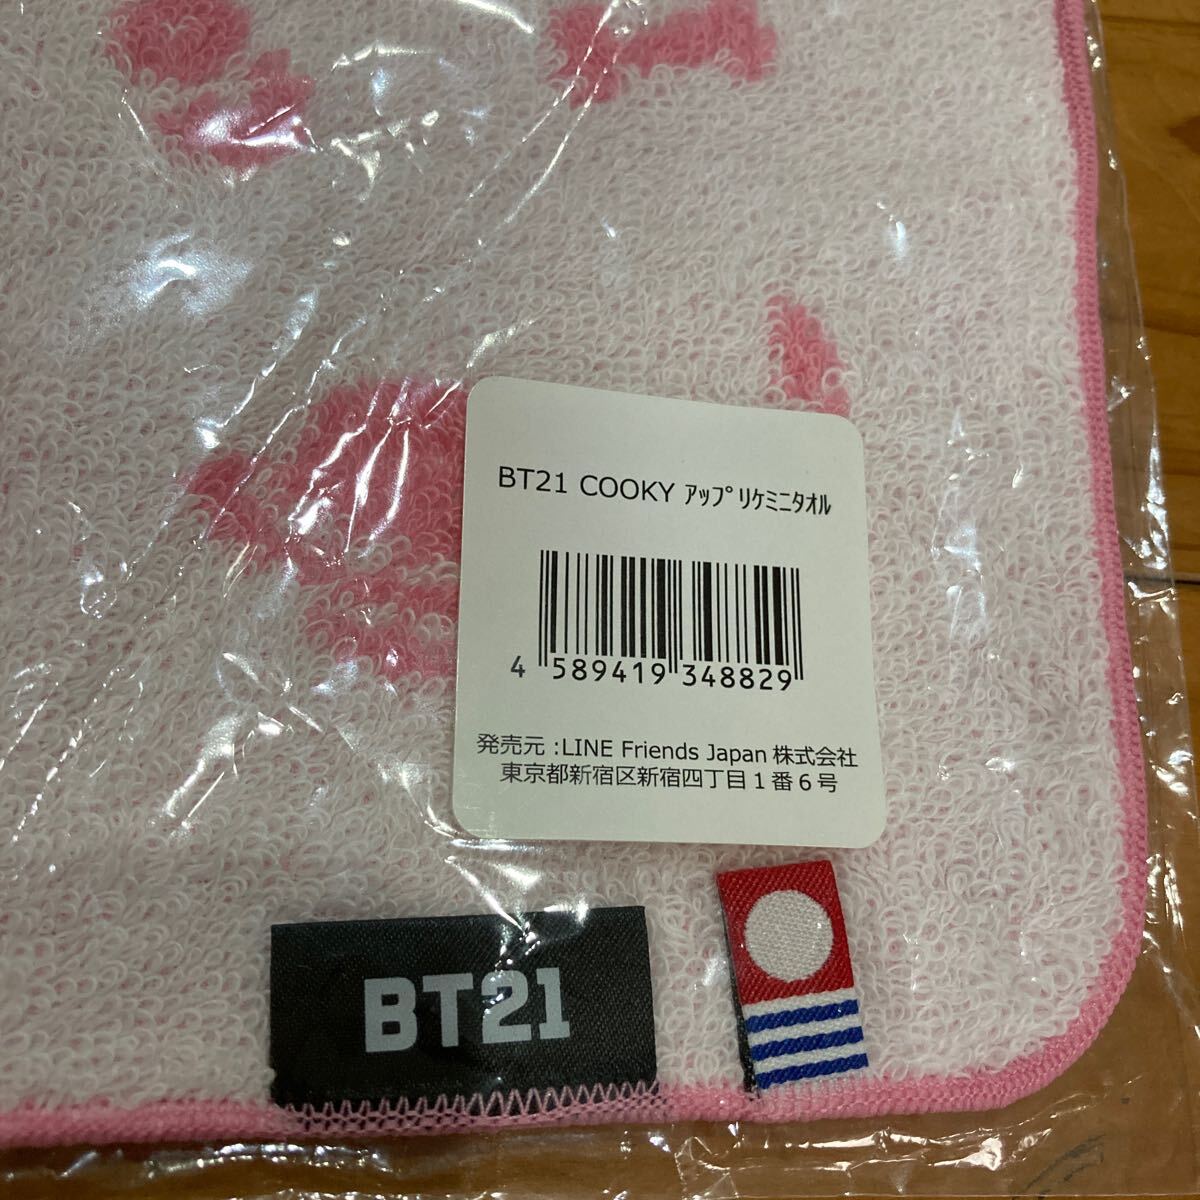 BT21 COOKY ｱｯﾌﾟﾘｹﾐﾆﾀｵﾙ
4 589419 348829
発売元 :LINE Friends Japan 株式会社
東京都新宿区新宿四丁目1番6号
BT21